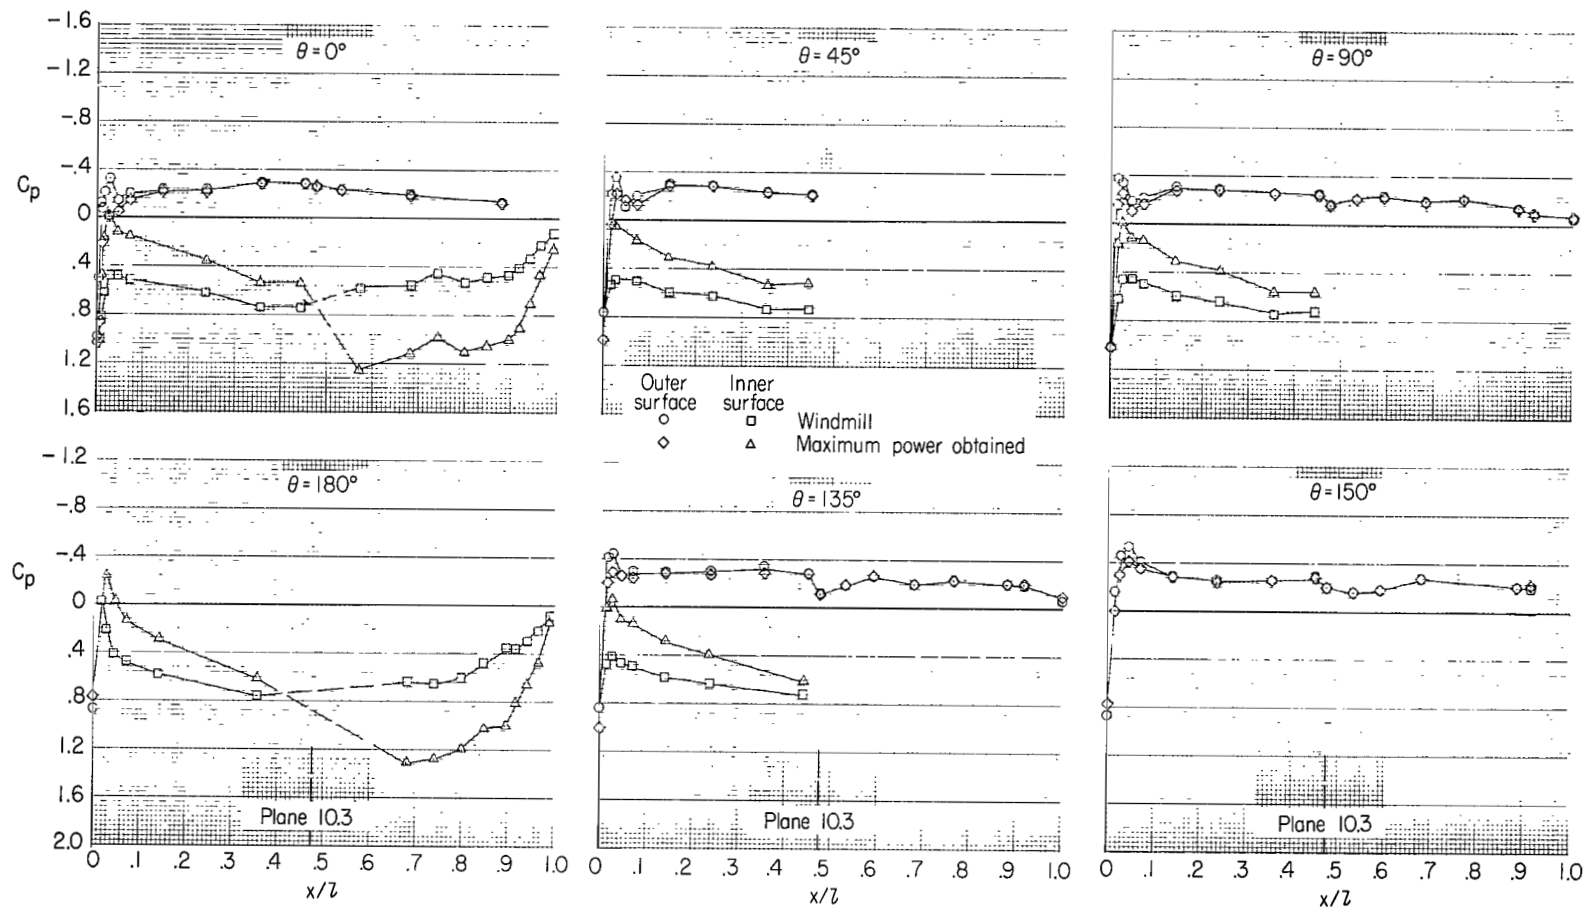 -1.6
-1.2
-.8
-.4
0
.4
.8
1.2
1.6
Cp
θ = 0°
θ = 45°
θ = 90°
Outer surface
Inner surface
Windmill
Maximum power obtained
-1.2
-.8
-.4
0
.4
.8
1.2
1.6
2.0
Cp
θ = 180°
θ = 135°
θ = 150°
Plane 10.3
Plane 10.3
Plane 10.3
0 .1 .2 .3 .4 .5 .6 .7 .8 .9 1.0
0 .1 .2 .3 .4 .5 .6 .7 .8 .9 1.0
0 .1 .2 .3 .4 .5 .6 .7 .8 .9 1.0
x/l
x/l
x/l